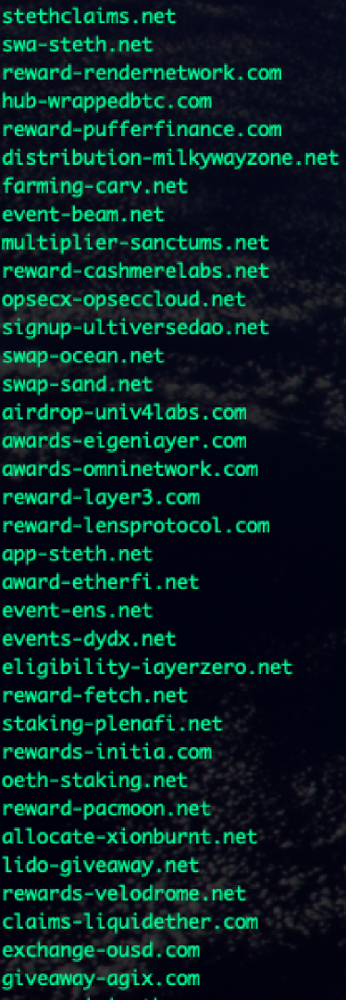 stethclaims.net
swa-steth.net
reward-rendernetwork.com
hub-wrappedbtc.com
reward-pufferfinance.com
distribution-milkywayzone.net
farming-carv.net
event-beam.net
multiplier-sanctums.net
reward-cashmerelabs.net
opsecx-opseccloud.net
signup-ultiversedao.net
swap-ocean.net
swap-sand.net
airdrop-univ4labs.com
awards-eigeniayer.com
awards-omninetwork.com
reward-layer3.com
reward-lensprotocol.com
app-steth.net
award-etherfi.net
event-ens.net
events-dydx.net
eligibility-iayerzero.net
reward-fetch.net
staking-plenafi.net
rewards-initia.com
oeth-staking.net
reward-pacmoon.net
allocate-xionburnt.net
lido-giveaway.net
rewards-velodrome.net
claims-liquidether.com
exchange-ousd.com
giveaway-agix.com